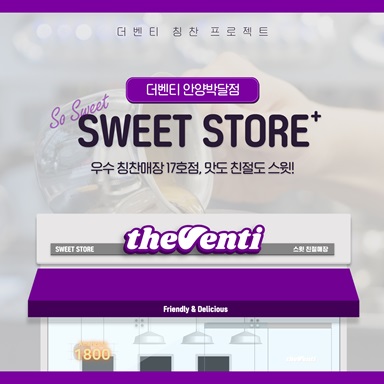 더벤티 칭찬 프로젝트
더벤티 안양박달점
So Sweet
SWEET STORE+
우수 칭찬매장 17호점, 맛도 친절도 스윗!
theVenti
SWEET STORE
스윗 친절매장
Friendly & Delicious
1800